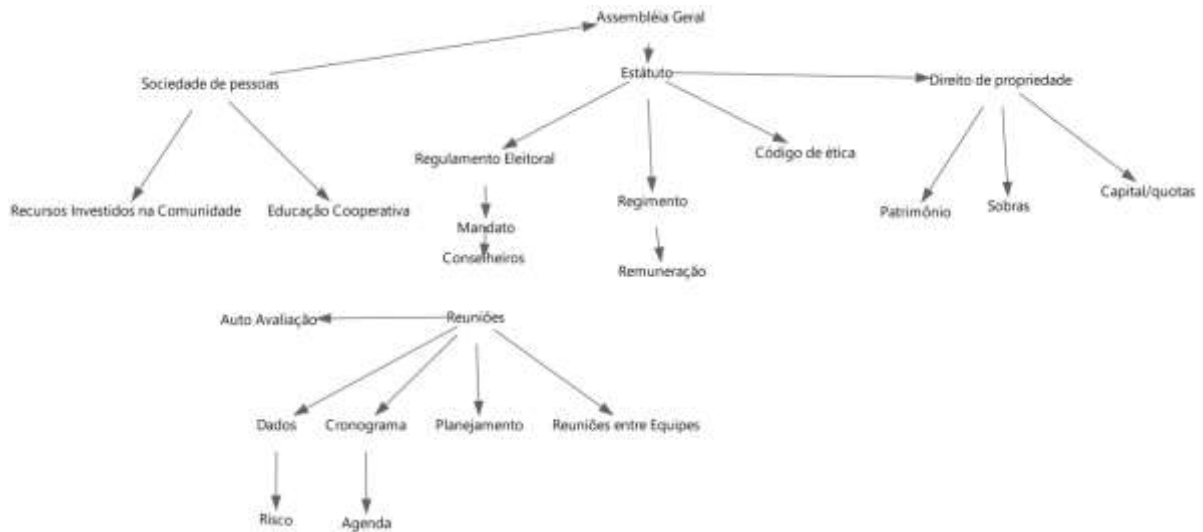 Assembléia Geral
Sociedade de pessoas
Estátuto
Direito de propriedade
Regulamento Eleitoral
Código de ética
Recursos Investidos na Comunidade
Educação Cooperativa
Regimento
Patrimônio
Sobras
Capital/quotas
Mandato
Conselheiros
Remuneração
Auto Avaliação
Reuniões
Dados
Cronograma
Planejamento
Reuniões entre Equipes
Risco
Agenda